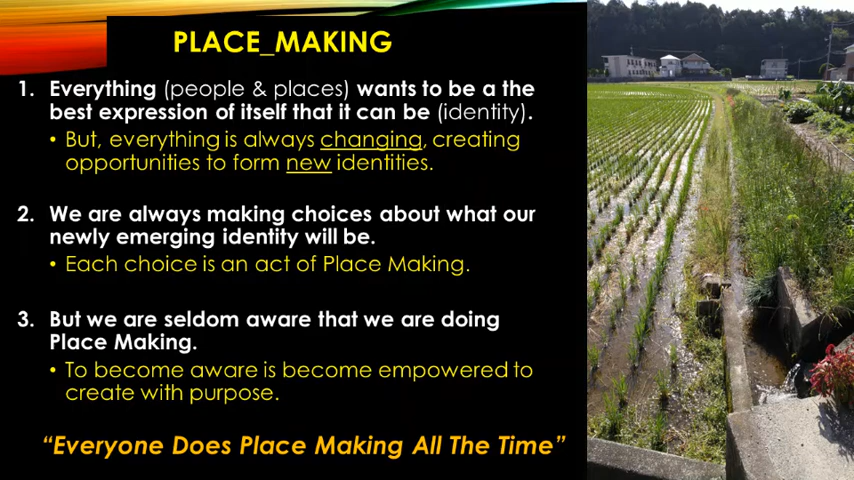 PLACE_MAKING
1. Everything (people & places) wants to be a the
best expression of itself that it can be (identity).
• But, everything is always changing, creating
opportunities to form new identities.
2. We are always making choices about what our
newly emerging identity will be.
• Each choice is an act of Place Making.
3. But we are seldom aware that we are doing
Place Making.
• To become aware is become empowered to
create with purpose.
“Everyone Does Place Making All The Time”